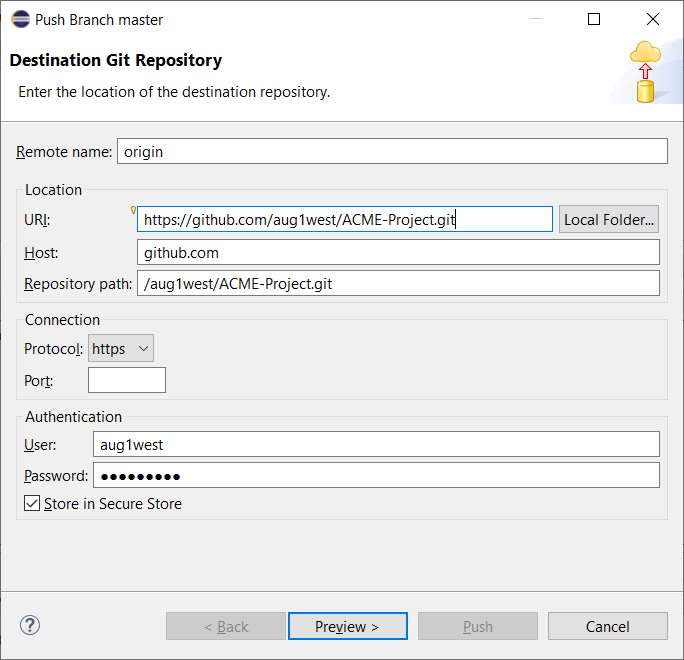 Push Branch master
Destination Git Repository
Enter the location of the destination repository.
Remote name: origin
Location
URI: https://github.com/aug1west/ACME-Project.git Local Folder...
Host: github.com
Repository path: /aug1west/ACME-Project.git
Connection
Protocol: https
Port:
Authentication
User: aug1west
Password: ●●●●●●●●●
Store in Secure Store
? < Back Preview > Push Cancel